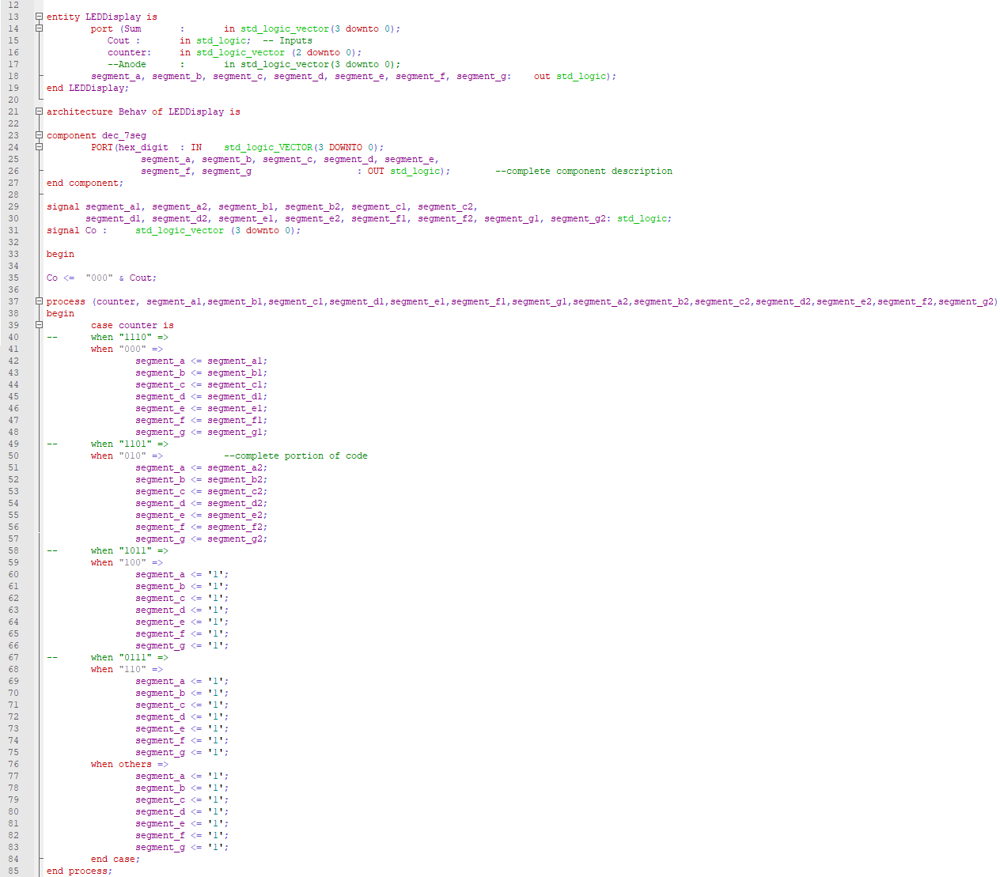 12
13 entity LEDDisplay is
14 port (Sum : in std_logic_vector(3 downto 0);
15 Cout : in std_logic; -- Inputs
16 counter: in std_logic_vector (2 downto 0);
17 --Anode : in std_logic_vector(3 downto 0);
18 segment_a, segment_b, segment_c, segment_d, segment_e, segment_f, segment_g: out std_logic);
19 end LEDDisplay;
20
21 architecture Behav of LEDDisplay is
22
23 component dec_7seg
24 PORT(hex_digit : IN std_logic_VECTOR(3 DOWNTO 0);
25 segment_a, segment_b, segment_c, segment_d, segment_e,
26 segment_f, segment_g : OUT std_logic); --complete component description
27 end component;
28
29 signal segment_a1, segment_a2, segment_b1, segment_b2, segment_c1, segment_c2,
30 segment_d1, segment_d2, segment_e1, segment_e2, segment_f1, segment_f2, segment_g1, segment_g2: std_logic;
31 signal Co : std_logic_vector (3 downto 0);
32
33 begin
34
35 Co <= "000" & Cout;
36
37 process (counter, segment_a1,segment_b1,segment_c1,segment_d1,segment_e1,segment_f1,segment_g1,segment_a2,segment_b2,segment_c2,segment_d2,segment_e2,segment_f2,segment_g2)
38 begin
39 case counter is
40 -- when "1110" =>
41 when "000" =>
42 segment_a <= segment_a1;
43 segment_b <= segment_b1;
44 segment_c <= segment_c1;
45 segment_d <= segment_d1;
46 segment_e <= segment_e1;
47 segment_f <= segment_f1;
48 segment_g <= segment_g1;
49 -- when "1101" =>
50 when "010" => --complete portion of code
51 segment_a <= segment_a2;
52 segment_b <= segment_b2;
53 segment_c <= segment_c2;
54 segment_d <= segment_d2;
55 segment_e <= segment_e2;
56 segment_f <= segment_f2;
57 segment_g <= segment_g2;
58 -- when "1011" =>
59 when "100" =>
60 segment_a <= '1';
61 segment_b <= '1';
62 segment_c <= '1';
63 segment_d <= '1';
64 segment_e <= '1';
65 segment_f <= '1';
66 segment_g <= '1';
67 -- when "0111" =>
68 when "110" =>
69 segment_a <= '1';
70 segment_b <= '1';
71 segment_c <= '1';
72 segment_d <= '1';
73 segment_e <= '1';
74 segment_f <= '1';
75 segment_g <= '1';
76 when others =>
77 segment_a <= '1';
78 segment_b <= '1';
79 segment_c <= '1';
80 segment_d <= '1';
81 segment_e <= '1';
82 segment_f <= '1';
83 segment_g <= '1';
84 end case;
85 end process;